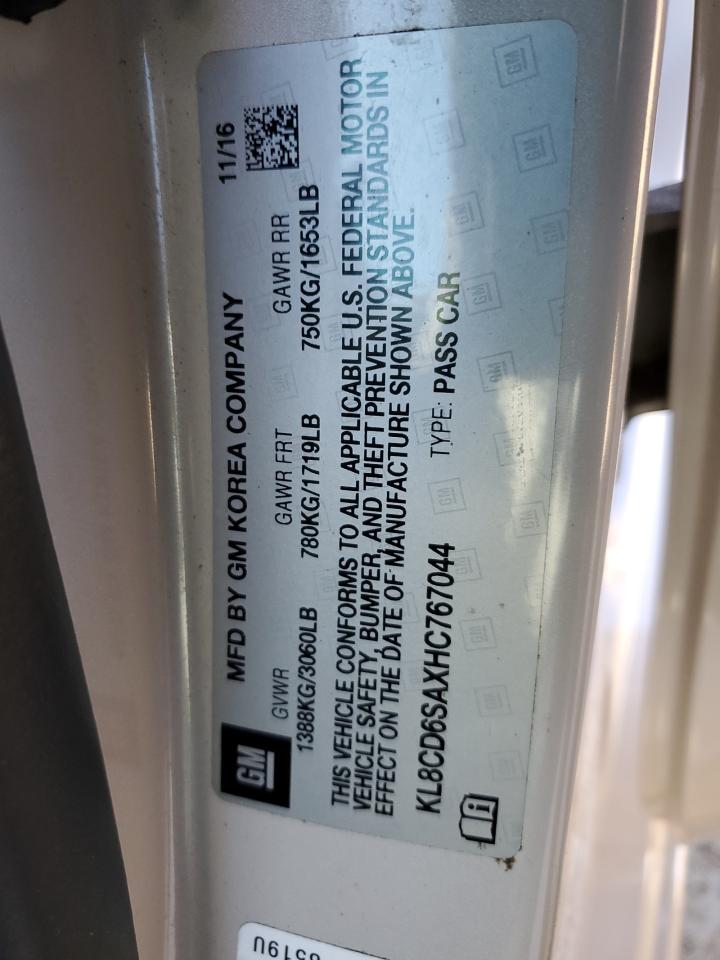 MFD BY GM KOREA COMPANY 11/16
GM
GVWR GAWR FRT GAWR RR
1388KG/3060LB 780KG/1719LB 750KG/1653LB
THIS VEHICLE CONFORMS TO ALL APPLICABLE U.S. FEDERAL MOTOR
VEHICLE SAFETY, BUMPER, AND THEFT PREVENTION STANDARDS IN
EFFECT ON THE DATE OF MANUFACTURE SHOWN ABOVE.
KL8CD6SAXHC767044 TYPE: PASS CAR